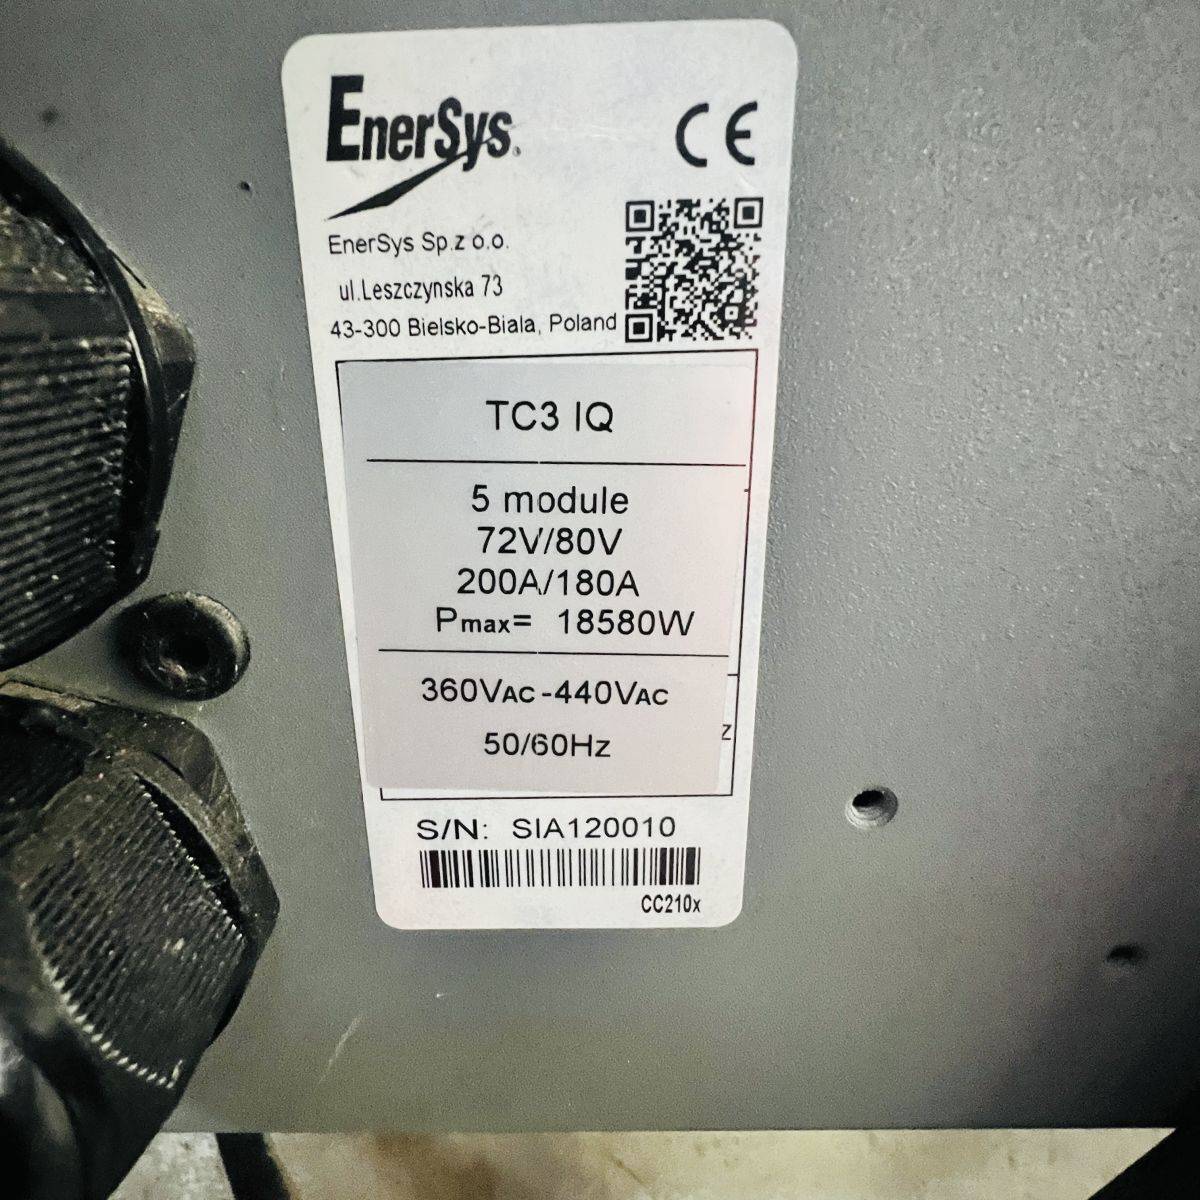 EnerSys®
CE
EnerSys Sp.z o.o.
ul.Leszczynska 73
43-300 Bielsko-Biala, Poland
TC3 IQ
5 module
72V/80V
200A/180A
Pmax= 18580W
360VAC-440VAC
50/60Hz
z
S/N: SIA120010
CC210x